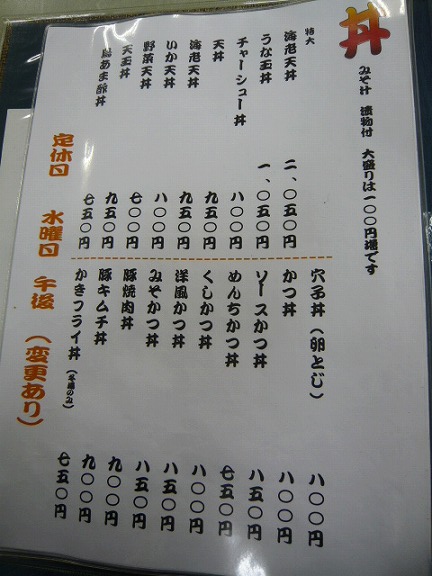 丼
みそ汁 漬物付 大盛りは一〇〇円増です
特大
海老天丼 二、〇五〇円
うな玉丼 一、〇五〇円
チャーシュー丼 八〇〇円
天丼 九五〇円
海老天丼 九五〇円
いか天丼 八〇〇円
野菜天丼 七〇〇円
天玉丼 九五〇円
鳥あま酢丼 七五〇円
穴子丼（卵とじ） 八〇〇円
かつ丼 八〇〇円
ソースかつ丼 八五〇円
めんちかつ丼 七五〇円
くしかつ丼 八〇〇円
洋風かつ丼 八五〇円
みそかつ丼 八五〇円
豚焼肉丼 九〇〇円
豚キムチ丼 九〇〇円
かきフライ丼 七五〇円
定休日 水曜日 午後 （変更あり）